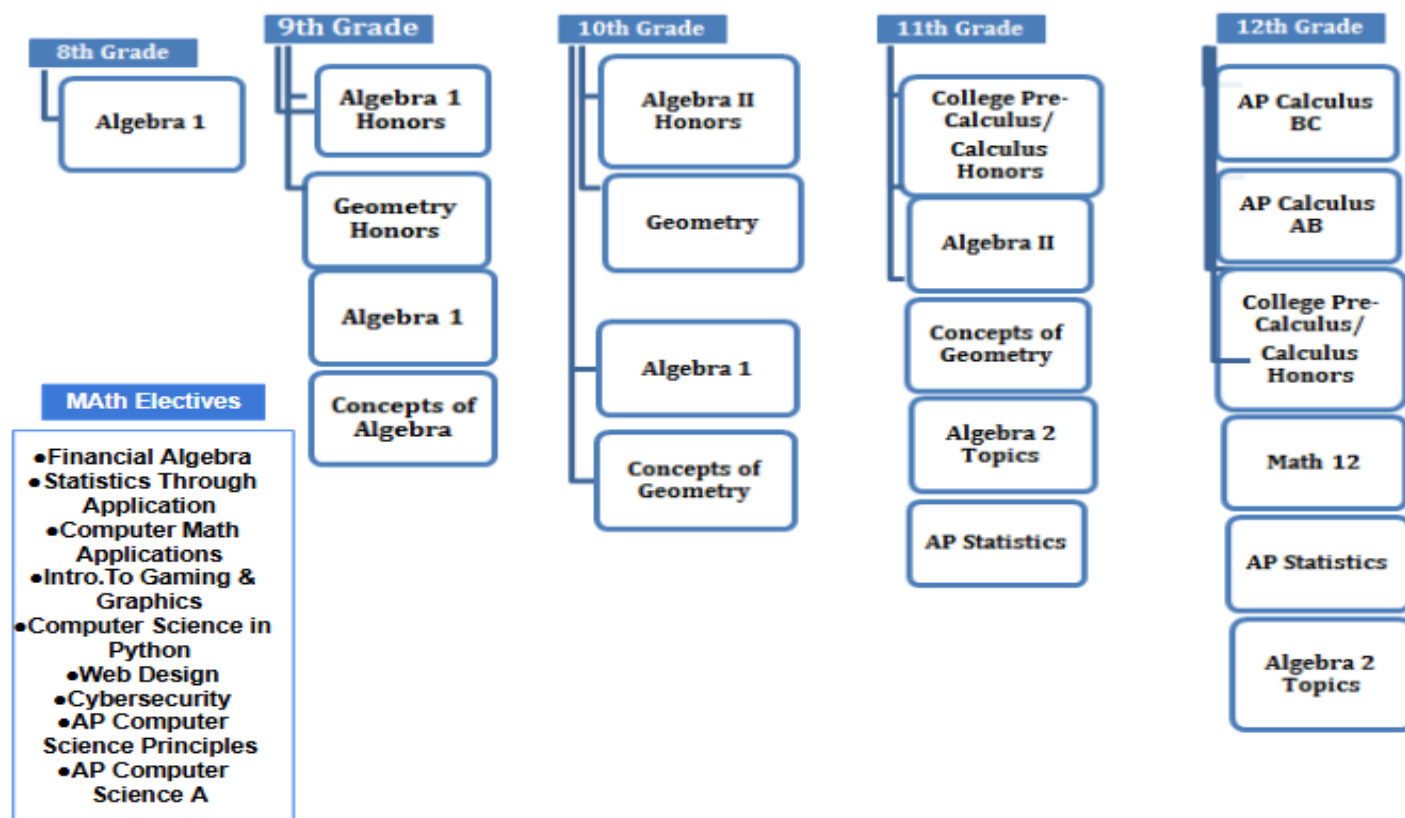 8th Grade
Algebra 1
9th Grade
Algebra 1
Honors
Geometry
Honors
Algebra 1
Concepts of
Algebra
10th Grade
Algebra II
Honors
Geometry
Algebra 1
Concepts of
Geometry
11th Grade
College Pre-
Calculus/
Calculus
Honors
Algebra II
Concepts of
Geometry
Algebra 2
Topics
AP Statistics
12th Grade
AP Calculus
BC
AP Calculus
AB
College Pre-
Calculus/
Calculus
Honors
Math 12
AP Statistics
Algebra 2
Topics
MAth Electives
●Financial Algebra
●Statistics Through
Application
●Computer Math
Applications
●Intro.To Gaming &
Graphics
●Computer Science in
Python
●Web Design
●Cybersecurity
●AP Computer
Science Principles
●AP Computer
Science A